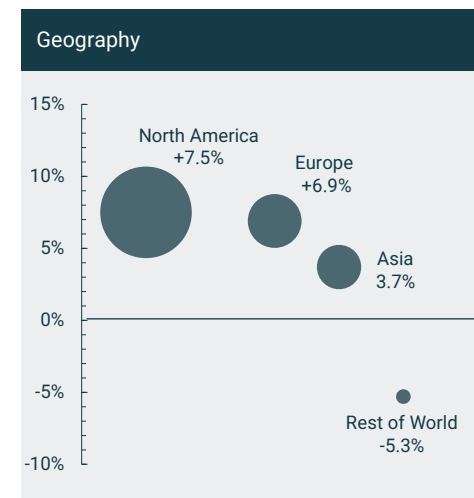 Geography
15%
North America
+7.5%
Europe
+6.9%
10%
5%
Asia
3.7%
0%
-5%
Rest of World
-5.3%
-10%